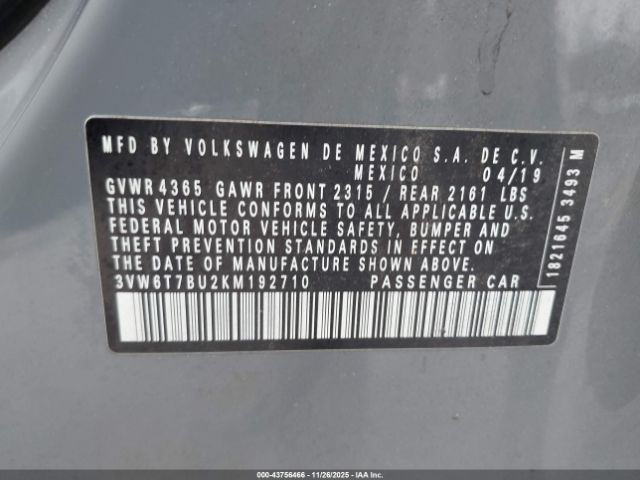 MFD BY VOLKSWAGEN DE MEXICO S.A. DE C.V.
MEXICO 04/19
GVWR 4365 GAWR FRONT 2315 / REAR 2161 LBS
THIS VEHICLE CONFORMS TO ALL APPLICABLE U.S.
FEDERAL MOTOR VEHICLE SAFETY, BUMPER AND
THEFT PREVENTION STANDARDS IN EFFECT ON
THE DATE OF MANUFACTURE SHOWN ABOVE.
3VW6T7BU2KM192710 PASSENGER CAR
1821645 3493 M
000-43756466 - 11/26/2025 - IAAI.COM